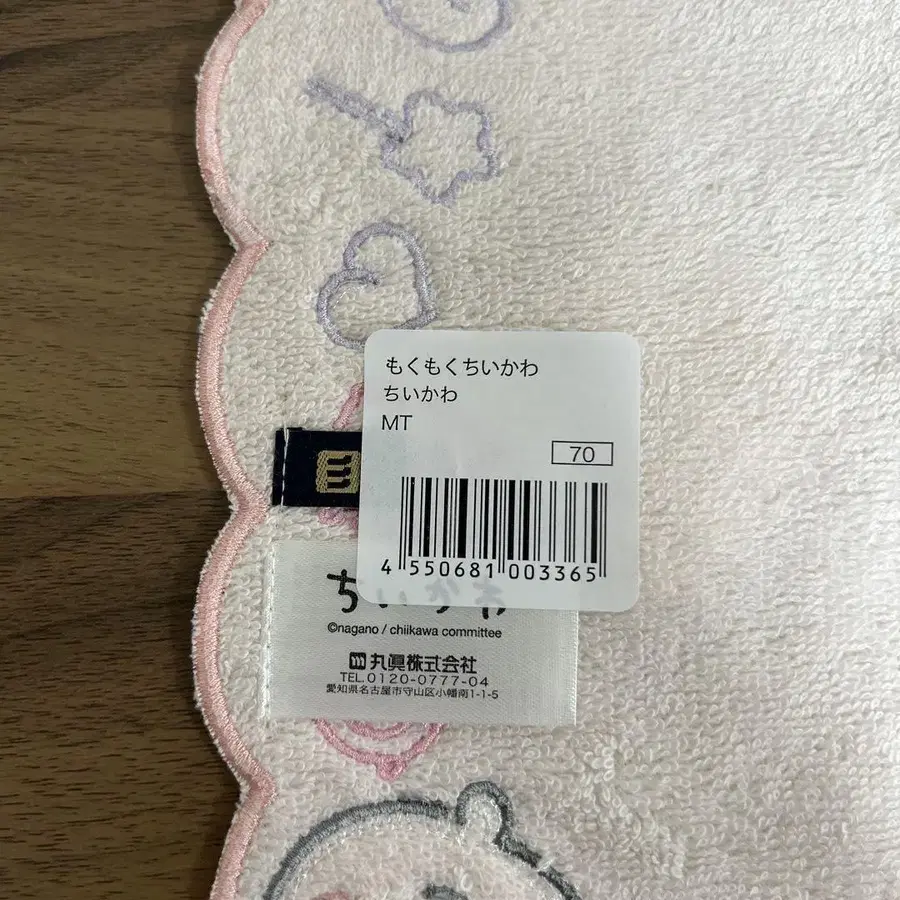 もくもくちいかわ
ちいかわ
MT
70
4 550681 003365
ちいかわ
©nagano / chiikawa committee
丸眞株式会社
TEL.0120-0777-04
愛知県名古屋市守山区小幡南1-1-5